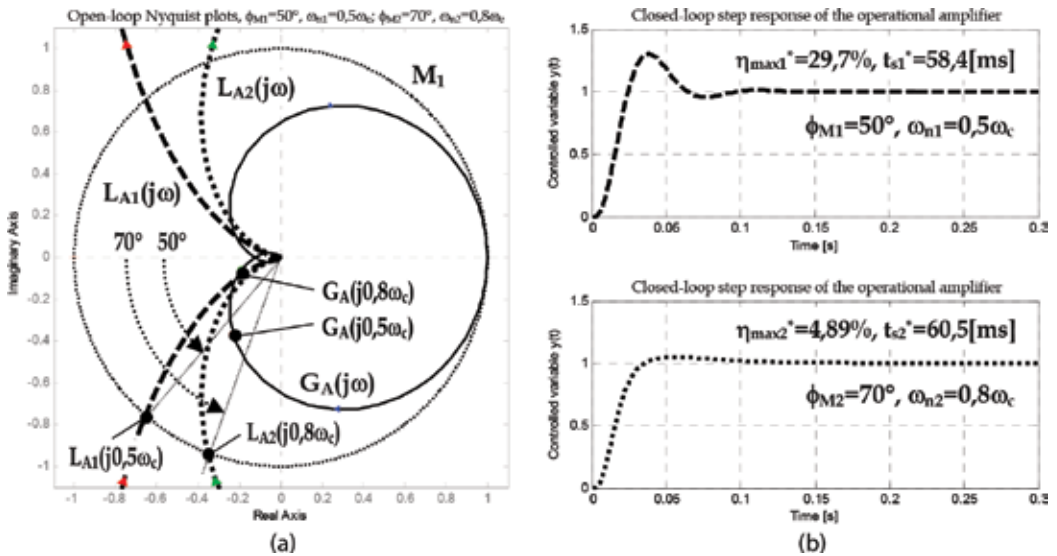 Open-loop Nyquist plots, ϕM1=50°, ωn1=0,5ωc; ϕM2=70°, ωn2=0,8ωc
1
0.8
0.6
0.4
0.2
0
-0.2
-0.4
-0.6
-0.8
-1
Imaginary Axis
M1
LA2(jω)
LA1(jω)
70° 50°
GA(j0,8ωc)
GA(j0,5ωc)
GA(jω)
LA2(j0,8ωc)
LA1(j0,5ωc)
-1 -0.8 -0.6 -0.4 -0.2 0 0.2 0.4 0.6 0.8 1
Real Axis
(a)
Closed-loop step response of the operational amplifier
Controlled variable y(t)
1.5
1
0.5
0
ηmax1*=29,7%, ts1*=58,4[ms]
ϕM1=50°, ωn1=0,5ωc
0 0.05 0.1 0.15 0.2 0.25 0.3
Time [s]
Closed-loop step response of the operational amplifier
Controlled variable y(t)
1.5
1
0.5
0
ηmax2*=4,89%, ts2*=60,5[ms]
ϕM2=70°, ωn2=0,8ωc
0 0.05 0.1 0.15 0.2 0.25 0.3
Time [s]
(b)